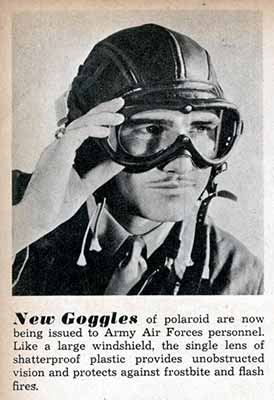 New Goggles of polaroid are now
being issued to Army Air Forces personnel.
Like a large windshield, the single lens of
shatterproof plastic provides unobstructed
vision and protects against frostbite and flash
fires.